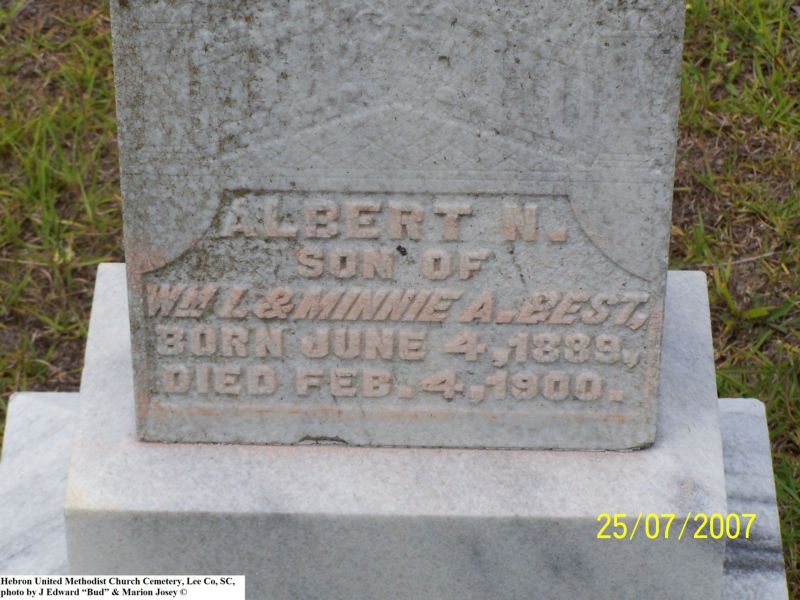 ALBERT N.
SON OF
WM L & MINNIE A. BEST,
BORN JUNE 4, 1889,
DIED FEB. 4, 1900.
25/07/2007
Hebron United Methodist Church Cemetery, Lee Co, SC,
photo by J Edward “Bud” & Marion Josey ©